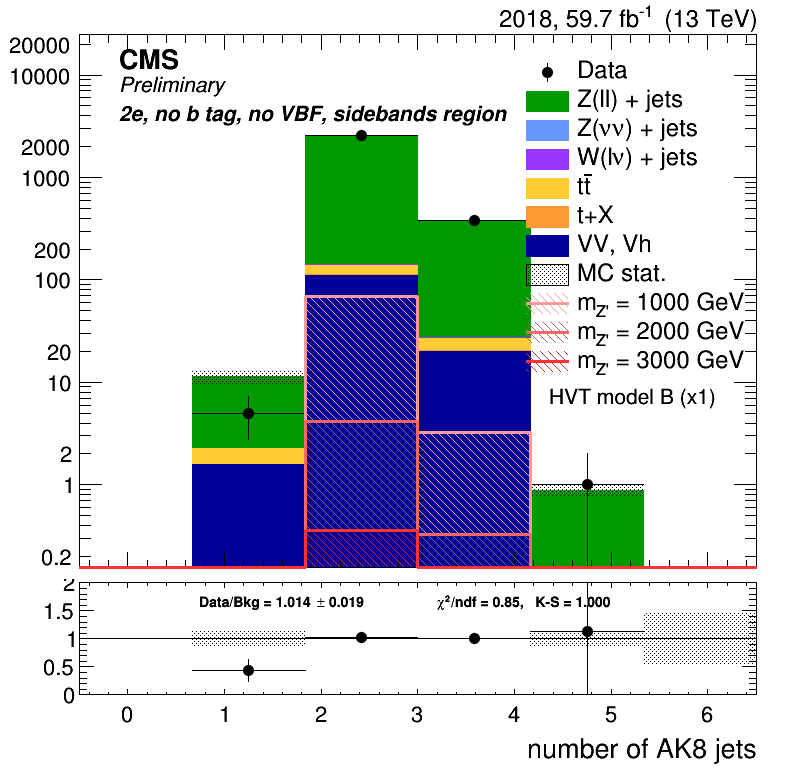 2018, 59.7 fb⁻¹ (13 TeV)
CMS
Preliminary
2e, no b tag, no VBF, sidebands region
Data
Z(ll) + jets
Z(νν) + jets
W(lν) + jets
tt̄
t+X
VV, Vh
MC stat.
m_Z' = 1000 GeV
m_Z' = 2000 GeV
m_Z' = 3000 GeV
HVT model B (x1)
20000
10000
2000
1000
200
100
20
10
2
1
0.2
Data/Bkg = 1.014 ± 0.019 χ²/ndf = 0.85, K-S = 1.000
2
1.5
1
0.5
0
0 1 2 3 4 5 6
number of AK8 jets